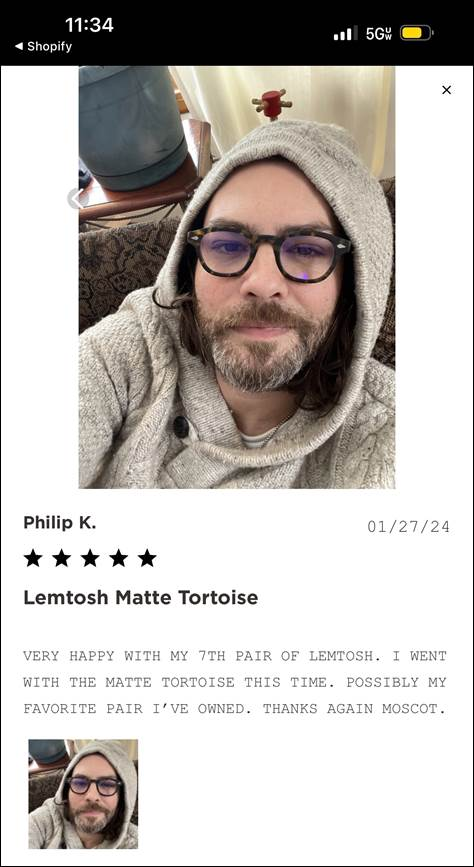 11:34
5GUW
◀ Shopify
Philip K.
01/27/24
Lemtosh Matte Tortoise
VERY HAPPY WITH MY 7TH PAIR OF LEMTOSH. I WENT
WITH THE MATTE TORTOISE THIS TIME. POSSIBLY MY
FAVORITE PAIR I’VE OWNED. THANKS AGAIN MOSCOT.